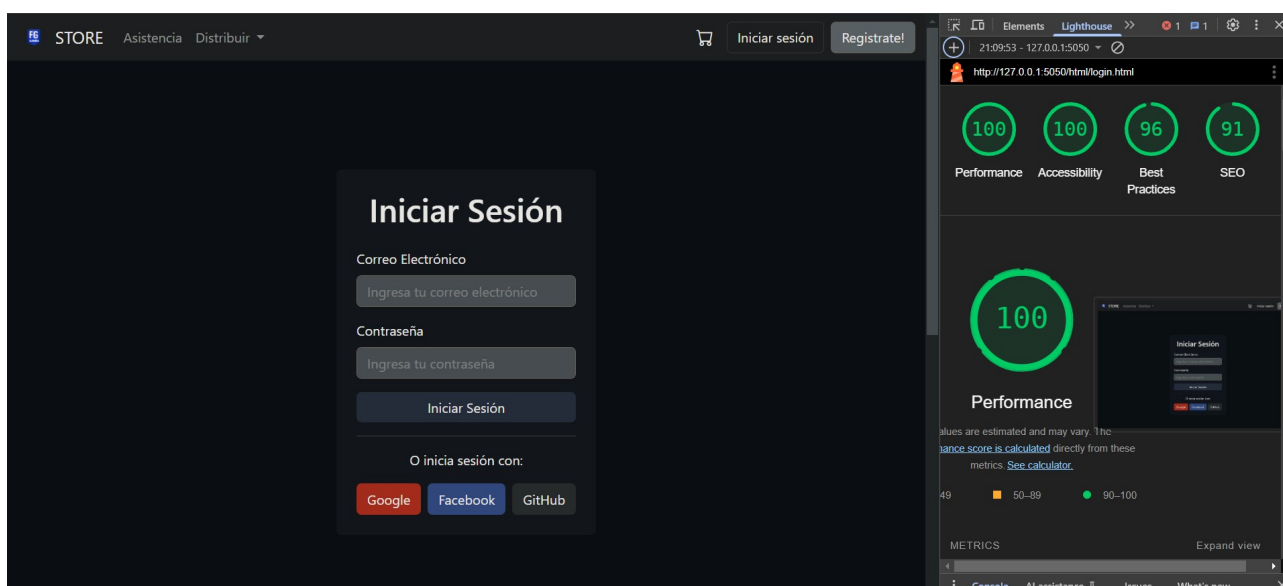 FG
STORE Asistencia Distribuir
Iniciar sesión Registrate!
Iniciar Sesión
Correo Electrónico
Ingresa tu correo electrónico
Contraseña
Ingresa tu contraseña
Iniciar Sesión
O inicia sesión con:
Google Facebook GitHub
Elements Lighthouse 1 1
21:09:53 - 127.0.0.1:5050
http://127.0.0.1:5050/html/login.html
100 100 96 91
Performance Accessibility Best Practices SEO
100
Iniciar Sesión
Performance
alues are estimated and may vary. The
nance score is calculated directly from these
metrics. See calculator.
49 50–89 90–100
METRICS Expand view
Console AI assistance Issues What's new